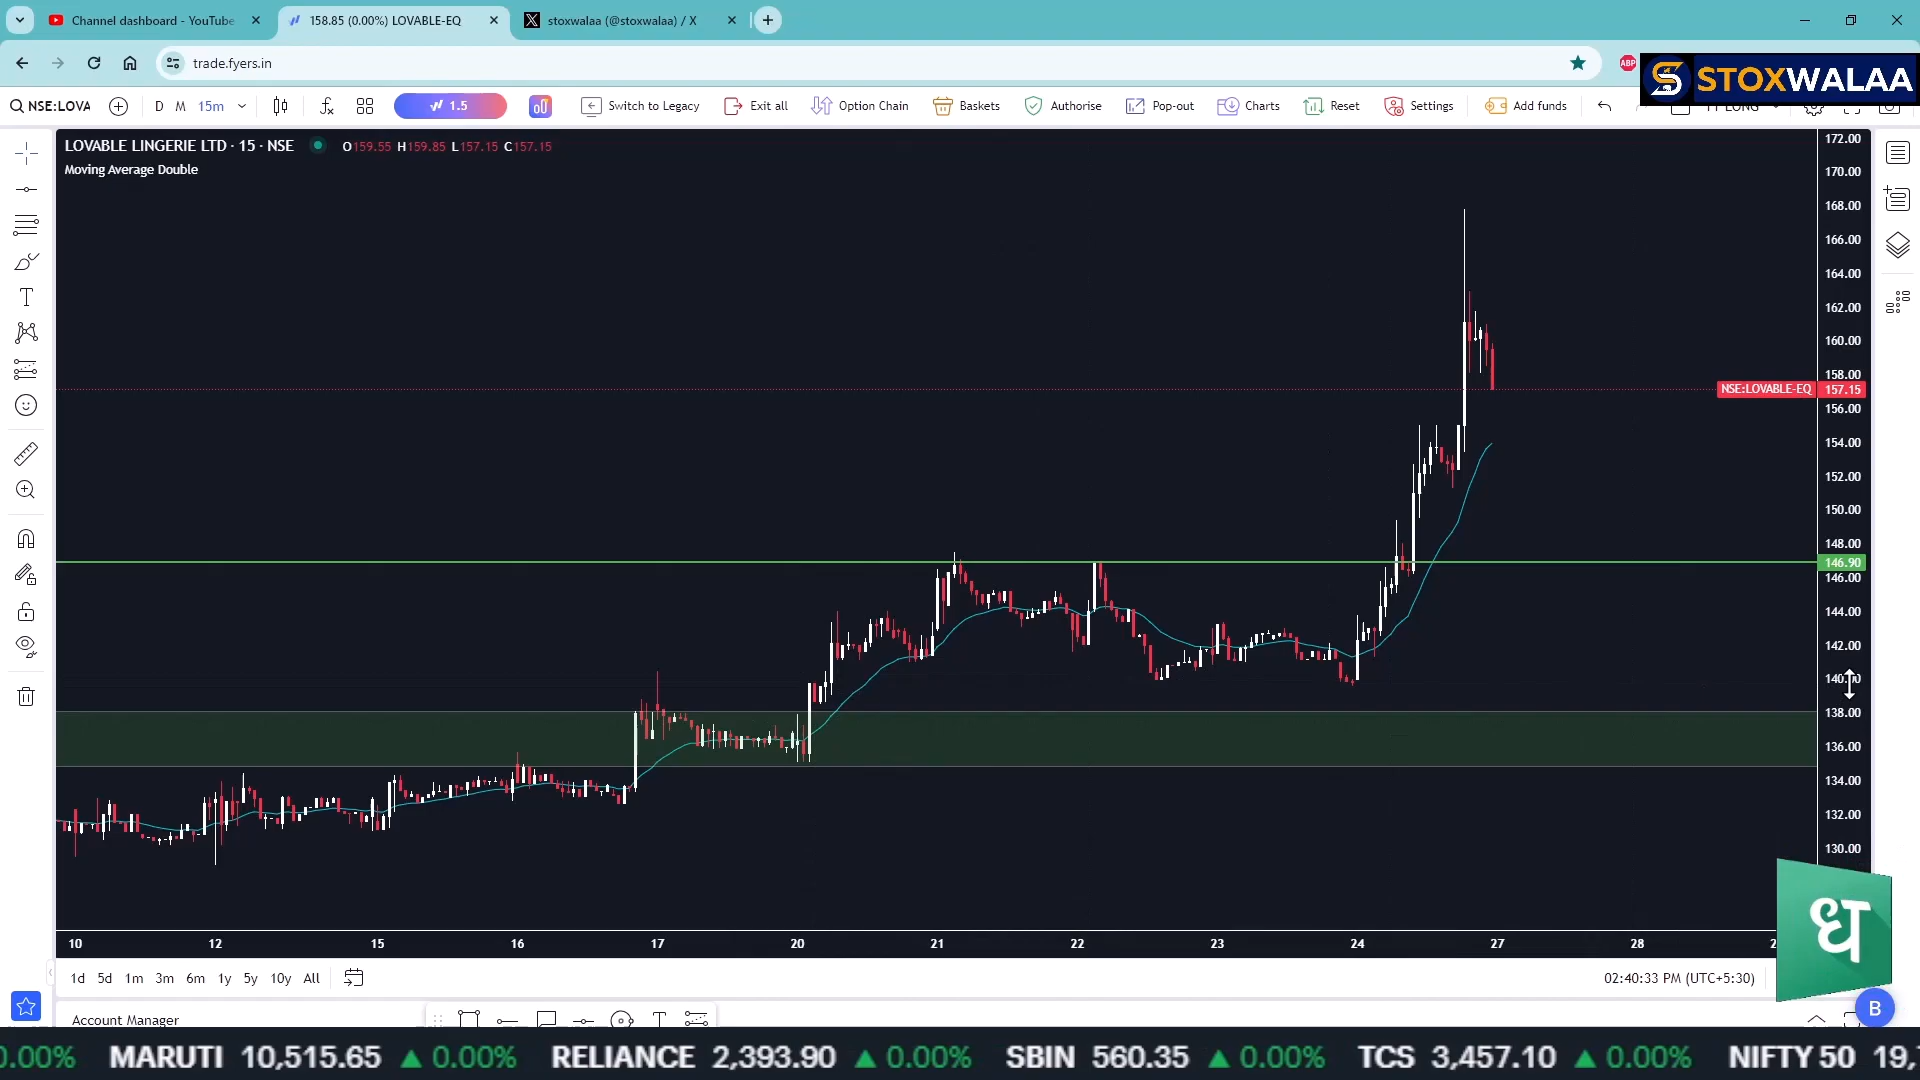 Channel dashboard - YouTube
158.85 (0.00%) LOVABLE-EQ
stoxwalaa (@stoxwalaa) / X
trade.fyers.in
ABP
STOXWALAA
NSE:LOVA
D
M
15m
1.5
Switch to Legacy
Exit all
Option Chain
Baskets
Authorise
Pop-out
Charts
Reset
Settings
Add funds
LOVABLE LINGERIE LTD · 15 · NSE
O159.55 H159.85 L157.15 C157.15
Moving Average Double
172.00
170.00
168.00
166.00
164.00
162.00
160.00
158.00
NSE:LOVABLE-EQ 157.15
156.00
154.00
152.00
150.00
148.00
146.90
146.00
144.00
142.00
138.00
136.00
134.00
132.00
130.00
10 12 15 16 17 20 21 22 23 24 27 28
ध
1d 5d 1m 3m 6m 1y 5y 10y All
02:40:33 PM (UTC+5:30)
B
Account Manager
0.00% MARUTI 10,515.65 ▲ 0.00% RELIANCE 2,393.90 ▲ 0.00% SBIN 560.35 ▲ 0.00% TCS 3,457.10 ▲ 0.00% NIFTY 50 19,